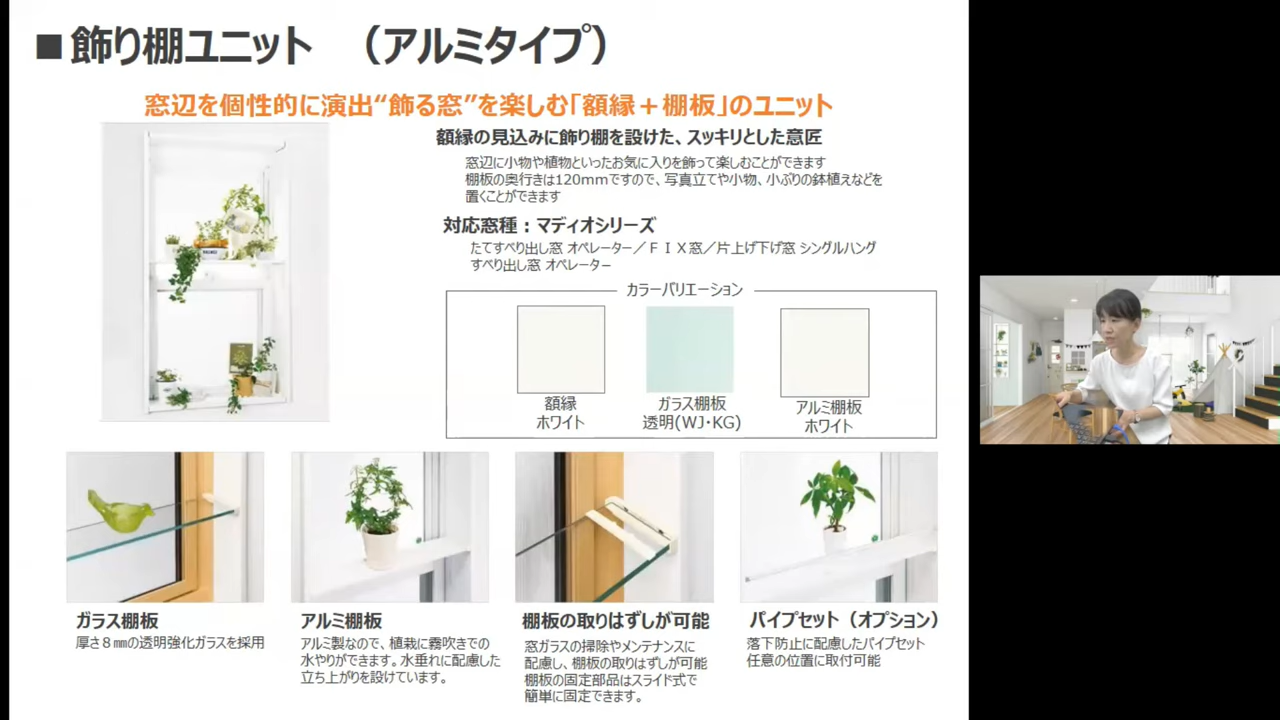 ■飾り棚ユニット　（アルミタイプ）
窓辺を個性的に演出“飾る窓”を楽しむ「額縁＋棚板」のユニット
額縁の見込みに飾り棚を設けた、スッキリとした意匠
窓辺に小物や植物といったお気に入りを飾って楽しむことができます
棚板の奥行きは120mmですので、写真立てや小物、小ぶりの鉢植えなどを
置くことができます
対応窓種：マディオシリーズ
たてすべり出し窓 オペレーター／ＦＩＸ窓／片上げ下げ窓 シングルハング
すべり出し窓 オペレーター
カラーバリエーション
額縁
ホワイト
ガラス棚板
透明(WJ･KG)
アルミ棚板
ホワイト
ガラス棚板
厚さ８㎜の透明強化ガラスを採用
アルミ棚板
アルミ製なので、植栽に霧吹きでの
水やりができます。水垂れに配慮した
立ち上がりを設けています。
棚板の取りはずしが可能
窓ガラスの掃除やメンテナンスに
配慮し、棚板の取りはずしが可能
棚板の固定部品はスライド式で
簡単に固定できます。
パイプセット（オプション）
落下防止に配慮したパイプセット
任意の位置に取付可能